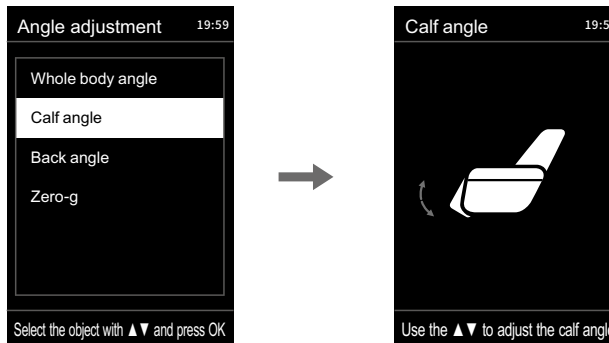 Angle adjustment 19:59
Whole body angle
Calf angle
Back angle
Zero-g
Select the object with ▲▼ and press OK
Calf angle 19:5
Use the ▲▼ to adjust the calf angle